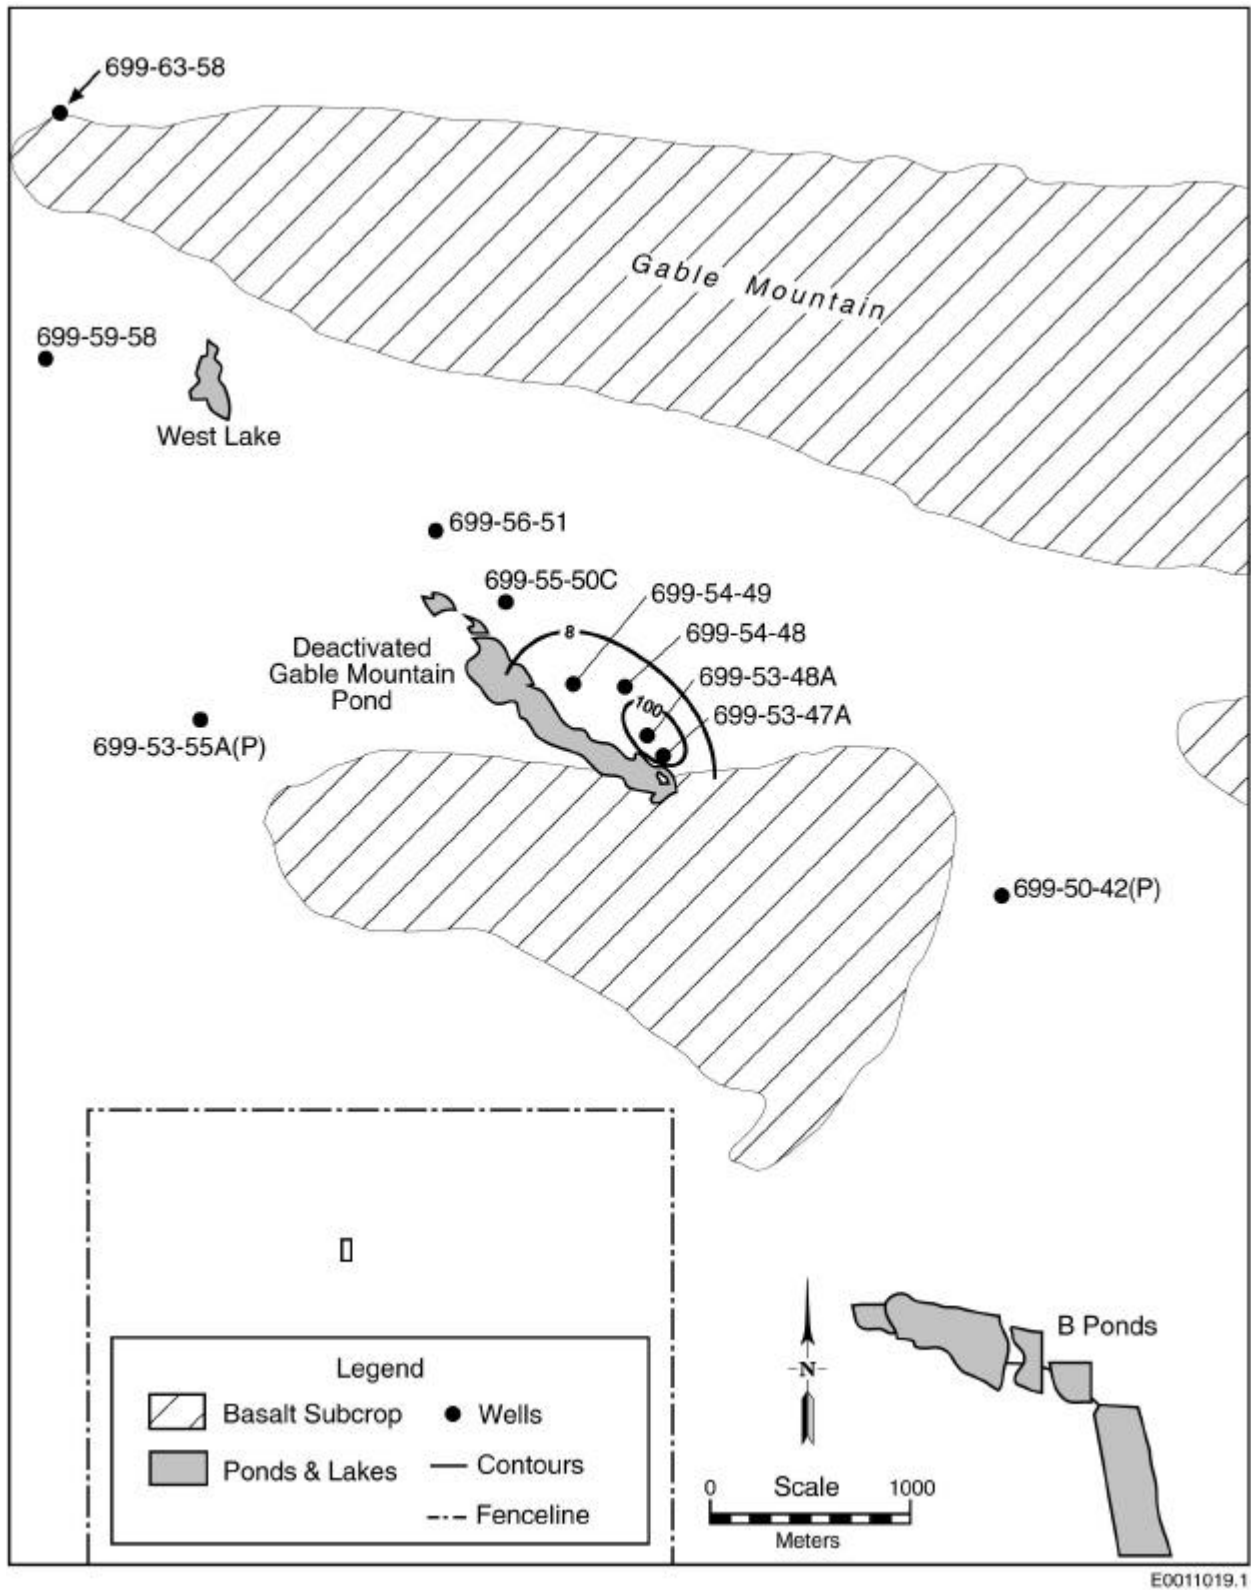 699-63-58
Gable Mountain
699-59-58
West Lake
699-56-51
699-55-50C
699-54-49
8
699-54-48
Deactivated
Gable Mountain
Pond
699-53-48A
100
699-53-47A
699-53-55A(P)
699-50-42(P)
B Ponds
N
Legend
Basalt Subcrop
Wells
Ponds & Lakes
Contours
Fenceline
0 Scale 1000
Meters
E0011019.1